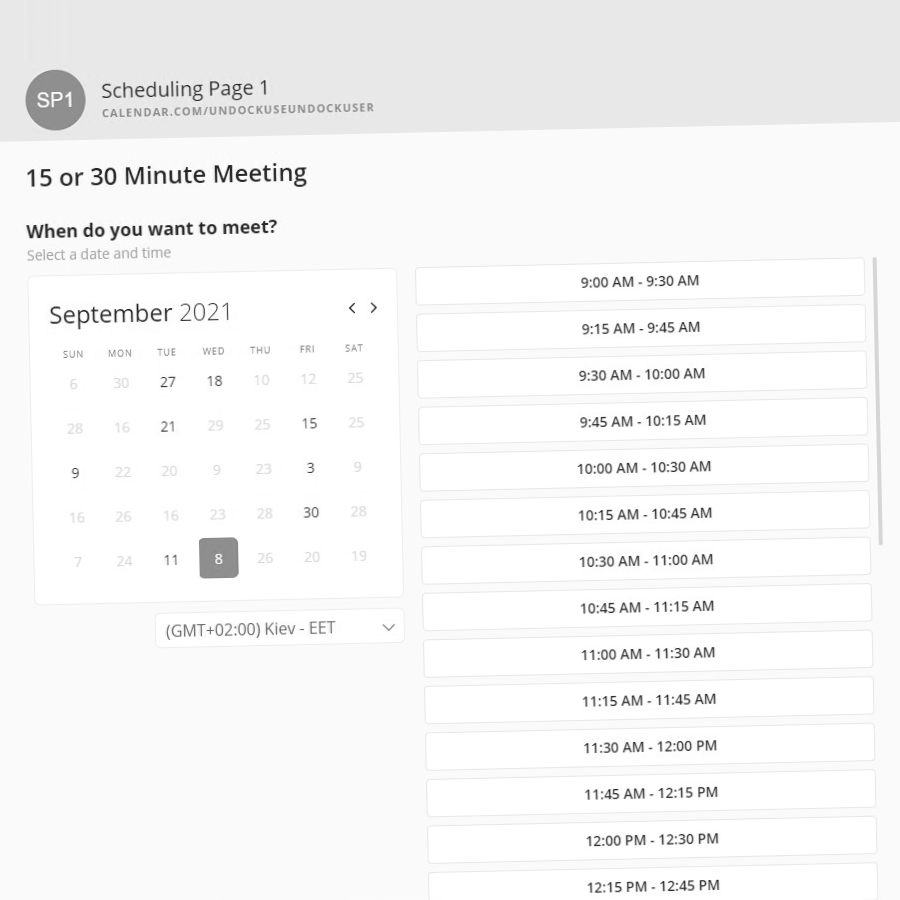 SP1
Scheduling Page 1
CALENDAR.COM/UNDOCKUSEUNDOCKUSER
15 or 30 Minute Meeting
When do you want to meet?
Select a date and time
September 2021
SUN MON TUE WED THU FRI SAT
6 30 27 18 10 12 25
28 16 21 29 25 15 25
9 22 20 9 23 3 9
16 26 16 23 28 30 28
7 24 11 8 26 20 19
(GMT+02:00) Kiev - EET
9:00 AM - 9:30 AM
9:15 AM - 9:45 AM
9:30 AM - 10:00 AM
9:45 AM - 10:15 AM
10:00 AM - 10:30 AM
10:15 AM - 10:45 AM
10:30 AM - 11:00 AM
10:45 AM - 11:15 AM
11:00 AM - 11:30 AM
11:15 AM - 11:45 AM
11:30 AM - 12:00 PM
11:45 AM - 12:15 PM
12:00 PM - 12:30 PM
12:15 PM - 12:45 PM